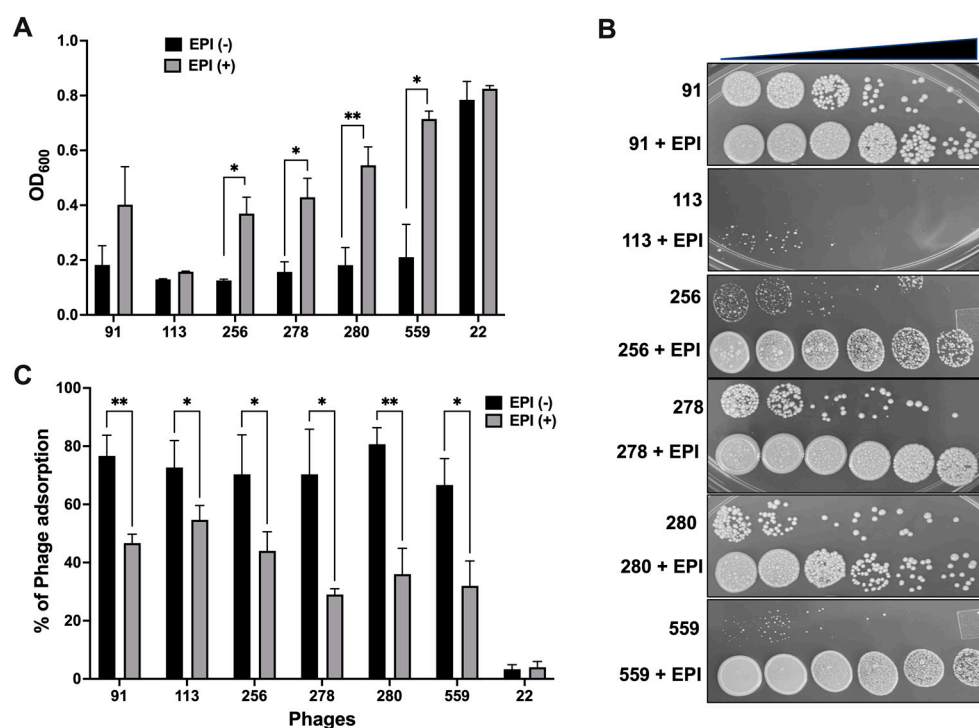 A
EPI (-)
EPI (+)
OD600
1.0
0.8
0.6
0.4
0.2
0.0
*
*
**
*
91 113 256 278 280 559 22
B
91
91 + EPI
113
113 + EPI
256
256 + EPI
278
278 + EPI
280
280 + EPI
559
559 + EPI
C
EPI (-)
EPI (+)
% of Phage adsorption
100
80
60
40
20
0
** * * * ** *
91 113 256 278 280 559 22
Phages